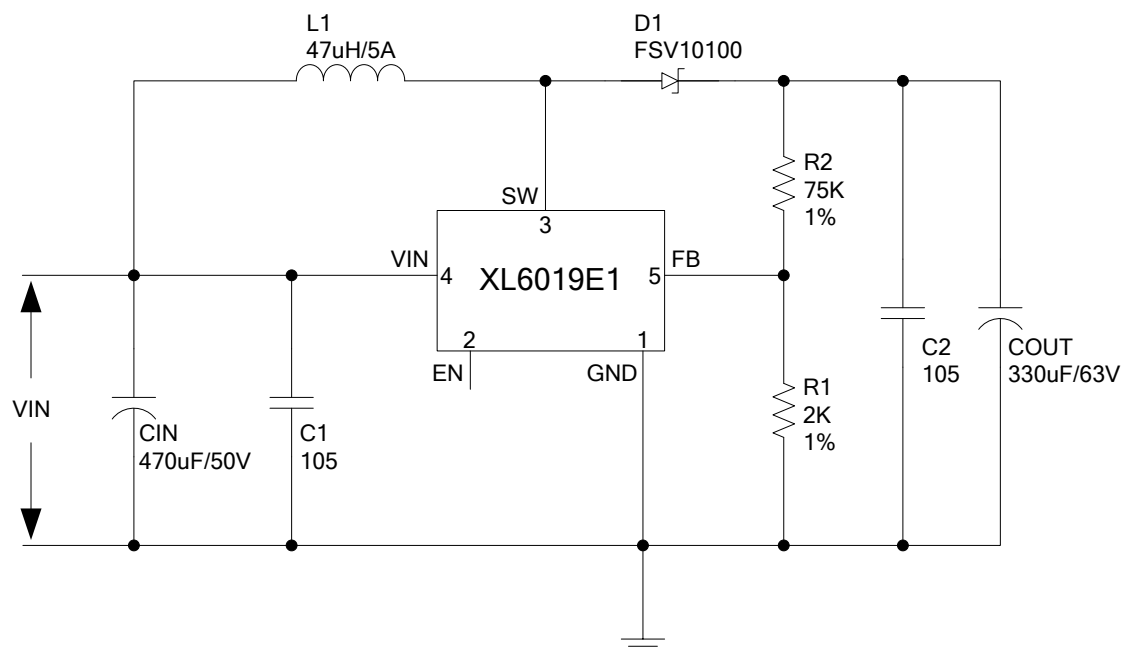 L1
47uH/5A
D1
FSV10100
R2
75K
1%
SW
3
VIN
4
XL6019E1
5
FB
2
1
EN
GND
C2
105
COUT
330uF/63V
R1
2K
1%
VIN
CIN
470uF/50V
C1
105